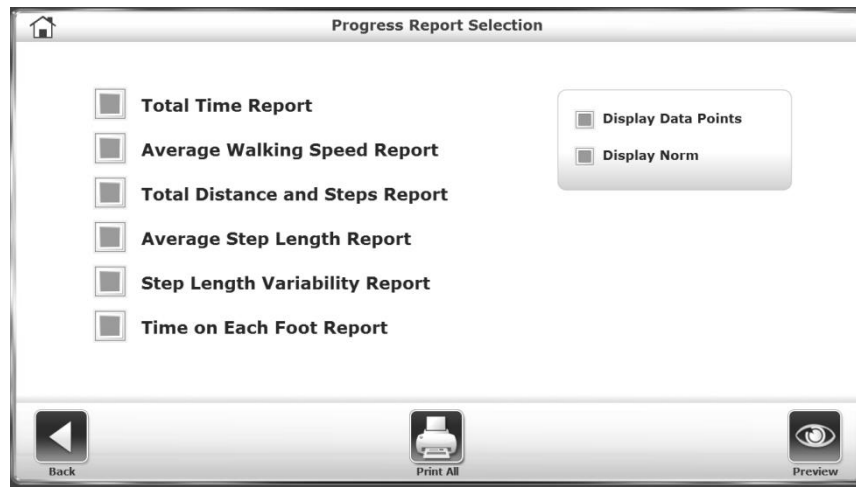 Progress Report Selection
Total Time Report
Average Walking Speed Report
Total Distance and Steps Report
Average Step Length Report
Step Length Variability Report
Time on Each Foot Report
Display Data Points
Display Norm
Back
Print All
Preview